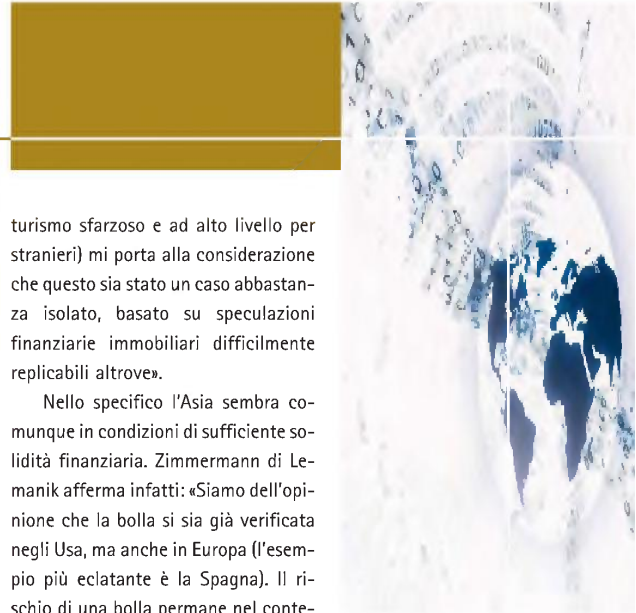 turismo sfarzoso e ad alto livello per
stranieri) mi porta alla considerazione
che questo sia stato un caso abbastan-
za isolato, basato su speculazioni
finanziarie immobiliari difficilmente
replicabili altrove».
Nello specifico l'Asia sembra co-
munque in condizioni di sufficiente so-
lidità finanziaria. Zimmermann di Le-
manik afferma infatti: «Siamo dell'opi-
nione che la bolla si sia già verificata
negli Usa, ma anche in Europa (l'esem-
pio più eclatante è la Spagna). Il ri-
schio di una bolla permane nel conte-